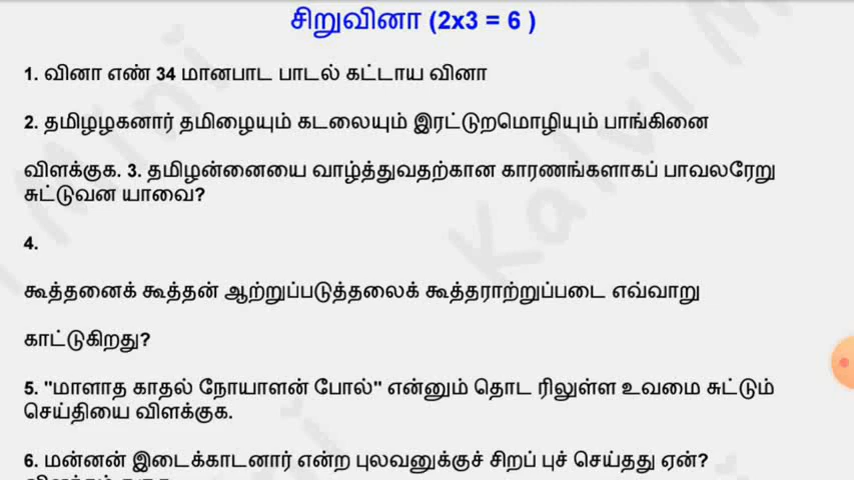 சிறுவினா (2x3 = 6 )
1. வினா எண் 34 மானபாட பாடல் கட்டாய வினா
2. தமிழழகனார் தமிழையும் கடலையும் இரட்டுறமொழியும் பாங்கினை
விளக்குக. 3. தமிழன்னையை வாழ்த்துவதற்கான காரணங்களாகப் பாவலரேறு
சுட்டுவன யாவை?
4.
கூத்தனைக் கூத்தன் ஆற்றுப்படுத்தலைக் கூத்தராற்றுப்படை எவ்வாறு
காட்டுகிறது?
5. "மாளாத காதல் நோயாளன் போல்" என்னும் தொட ரிலுள்ள உவமை சுட்டும்
செய்தியை விளக்குக.
6. மன்னன் இடைக்காடனார் என்ற புலவனுக்குச் சிறப் புச் செய்தது ஏன்?
Kalvi Mini